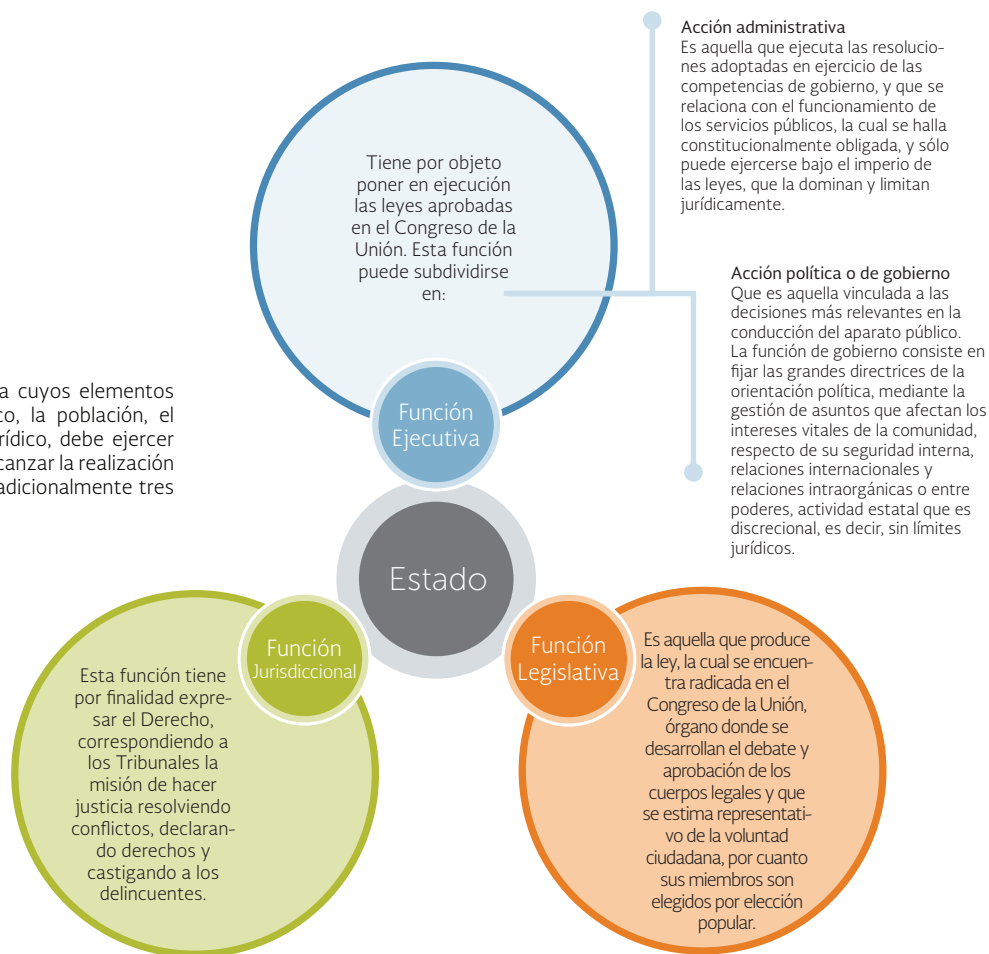 Acción administrativa
Es aquella que ejecuta las resolucio-
nes adoptadas en ejercicio de las
competencias de gobierno, y que se
relaciona con el funcionamiento de
los servicios públicos, la cual se halla
constitucionalmente obligada, y sólo
puede ejercerse bajo el imperio de
las leyes, que la dominan y limitan
jurídicamente.
Tiene por objeto
poner en ejecución
las leyes aprobadas
en el Congreso de la
Unión. Esta función
puede subdividirse
en:
Acción política o de gobierno
Que es aquella vinculada a las
decisiones más relevantes en la
conducción del aparato público.
La función de gobierno consiste en
fijar las grandes directrices de la
orientación política, mediante la
gestión de asuntos que afectan los
intereses vitales de la comunidad,
respecto de su seguridad interna,
relaciones internacionales y
relaciones intraorgánicas o entre
poderes, actividad estatal que es
discrecional, es decir, sin límites
jurídicos.
a cuyos elementos
co, la población, el
rídico, debe ejercer
canzar la realización
adicionalmente tres
Función
Ejecutiva
Estado
Función
Jurisdiccional
Esta función tiene
por finalidad expre-
sar el Derecho,
correspondiendo a
los Tribunales la
misión de hacer
justicia resolviendo
conflictos, declaran-
do derechos y
castigando a los
delincuentes.
Función
Legislativa
Es aquella que produce
la ley, la cual se encuen-
tra radicada en el
Congreso de la Unión,
órgano donde se
desarrollan el debate y
aprobación de los
cuerpos legales y que
se estima representati-
vo de la voluntad
ciudadana, por cuanto
sus miembros son
elegidos por elección
popular.